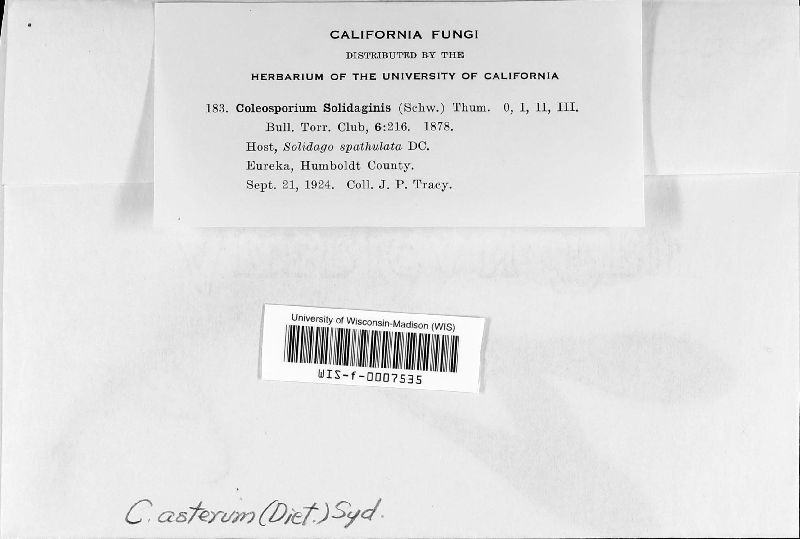 CALIFORNIA FUNGI
DISTRIBUTED BY THE
HERBARIUM OF THE UNIVERSITY OF CALIFORNIA
183. Coleosporium Solidaginis (Schw.) Thum. 0, I, II, III.
Bull. Torr. Club, 6:216. 1878.
Host, Solidago spathulata DC.
Eureka, Humboldt County.
Sept. 21, 1924. Coll. J. P. Tracy.
University of Wisconsin-Madison (WIS)
WIS-f-0007535
C. asterum (Diet.) Syd.